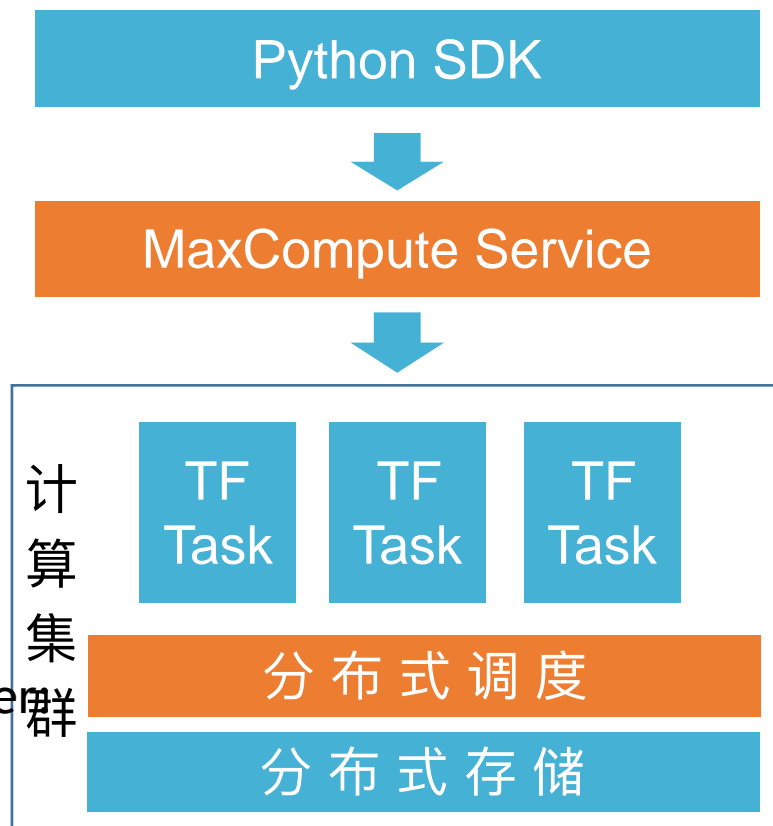 Python SDK
MaxCompute Service
TF
Task
TF
Task
TF
Task
计
算
集
群
分布式调度
分布式存储